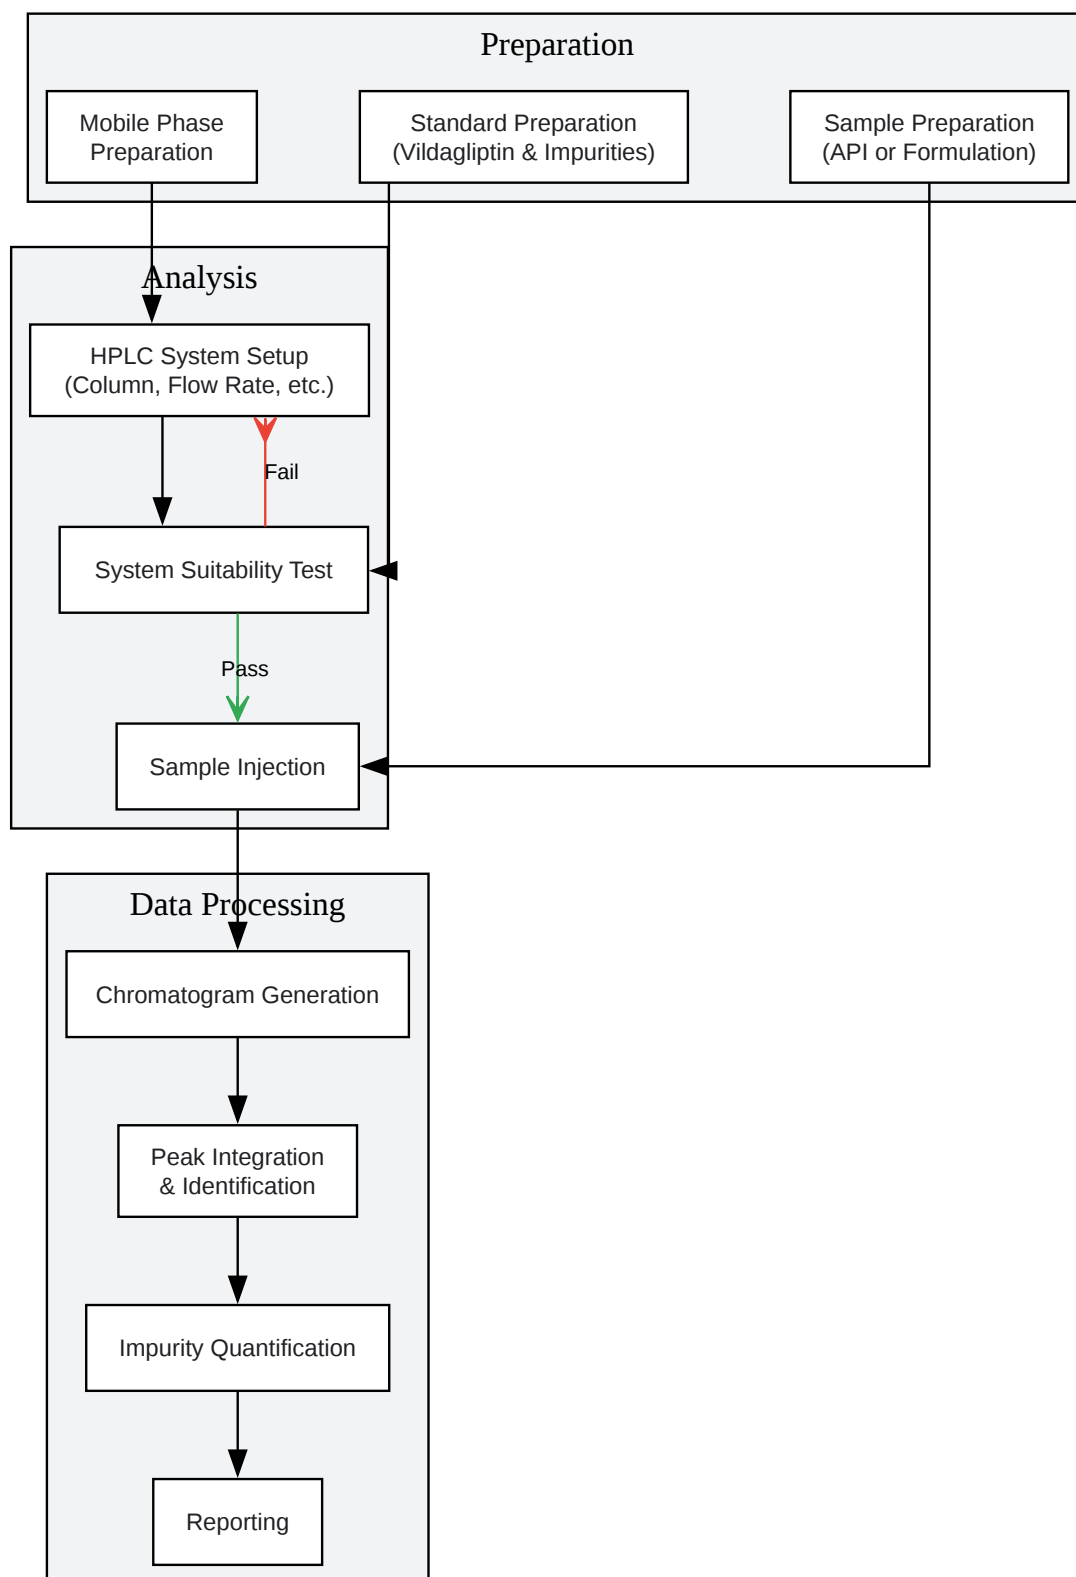 Preparation
Mobile Phase
Preparation
Standard Preparation
(Vildagliptin & Impurities)
Sample Preparation
(API or Formulation)
Analysis
HPLC System Setup
(Column, Flow Rate, etc.)
Fail
System Suitability Test
Pass
Sample Injection
Data Processing
Chromatogram Generation
Peak Integration
& Identification
Impurity Quantification
Reporting